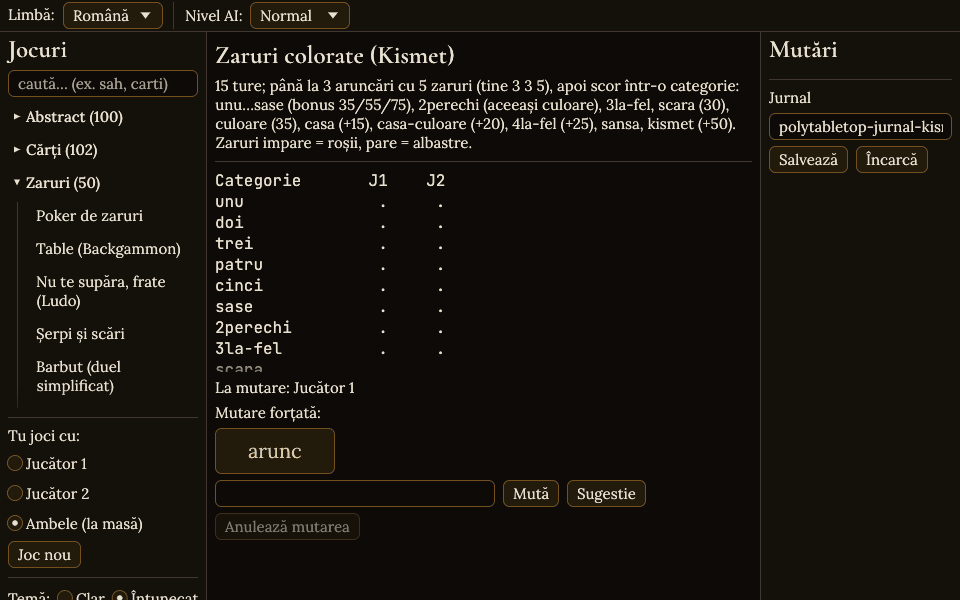 Limbă: Română Nivel AI: Normal
Jocuri
caută... (ex. sah, carti)
Abstract (100)
Cărți (102)
Zaruri (50)
Poker de zaruri
Table (Backgammon)
Nu te supăra, frate
(Ludo)
Șerpi și scări
Barbut (duel
simplificat)
Tu joci cu:
Jucător 1
Jucător 2
Ambele (la masă)
Joc nou
Temă: Clar Întunecat
Zaruri colorate (Kismet)
15 ture; până la 3 aruncări cu 5 zaruri (tine 3 3 5), apoi scor într-o categorie:
unu...sase (bonus 35/55/75), 2perechi (aceeași culoare), 3la-fel, scara (30),
culoare (35), casa (+15), casa-culoare (+20), 4la-fel (+25), sansa, kismet (+50).
Zaruri impare = roșii, pare = albastre.
Categorie J1 J2
unu . .
doi . .
trei . .
patru . .
cinci . .
sase . .
2perechi . .
3la-fel . .
scara
La mutare: Jucător 1
Mutare forțată:
arunc
Mută Sugestie
Anulează mutarea
Mutări
Jurnal
polytabletop-jurnal-kis
Salvează Încarcă